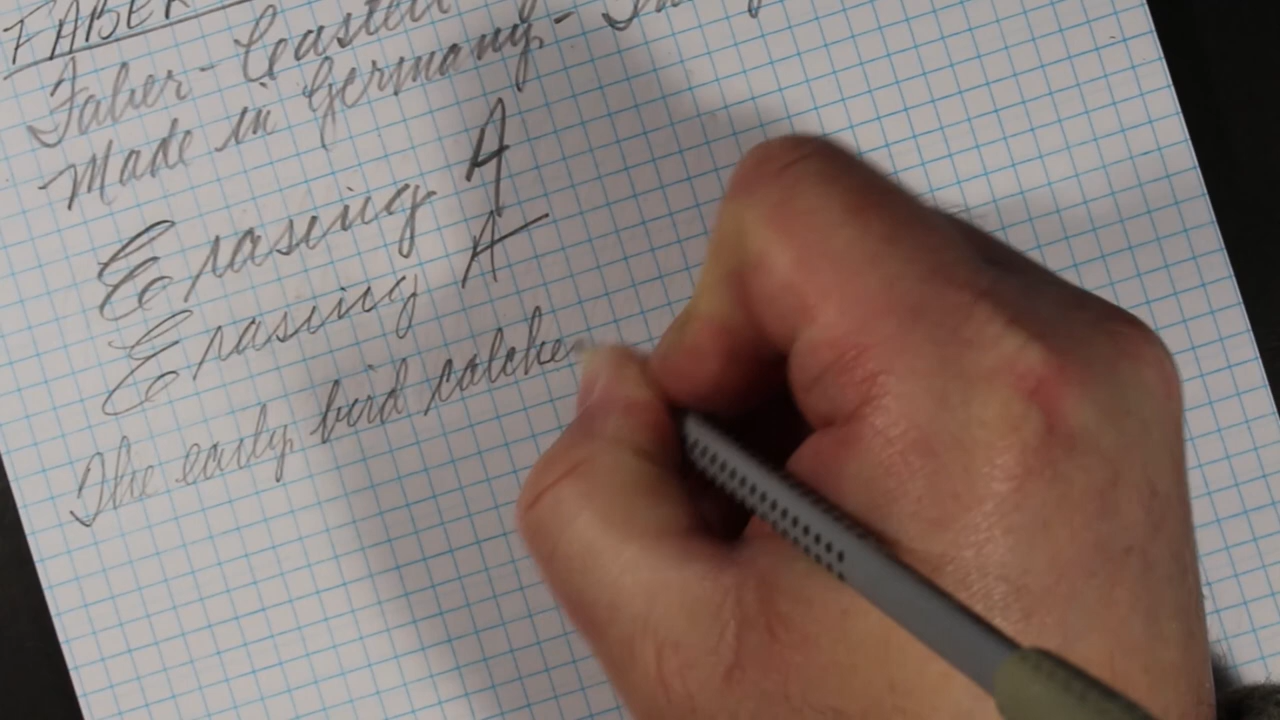 FABER
Faber-Castell
Made in Germany -
Erasing A
Erasing A
The early bird catche